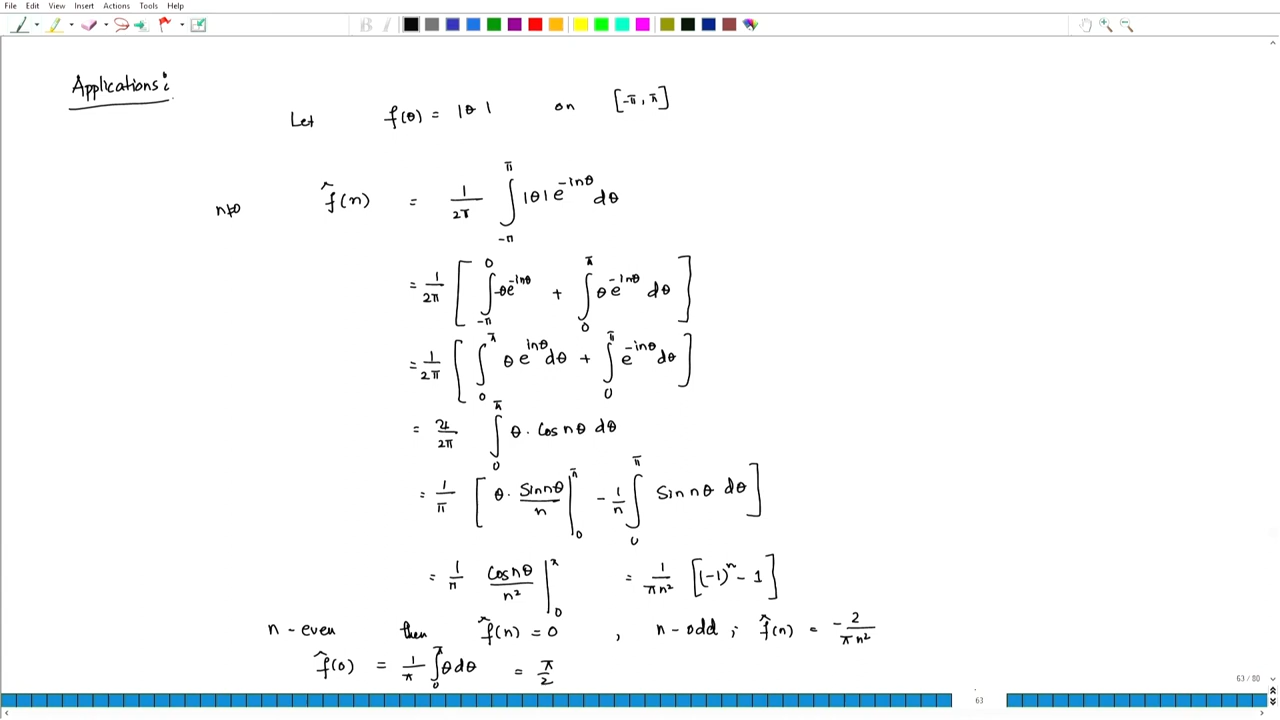 File Edit View Insert Actions Tools Help
B I
Applications:
Let f(θ) = |θ| on [-π, π]
n≠0 f̂(n) = 1/2π ∫_{-π}^{π} |θ| e^{-inθ} dθ
= 1/2π [ ∫_{-π}^{0} -θe^{-inθ} + ∫_{0}^{π} θ e^{-inθ} dθ ]
= 1/2π [ ∫_{0}^{π} θ e^{inθ} dθ + ∫_{0}^{π} e^{-inθ} dθ ]
= 2/2π ∫_{0}^{π} θ · Cos nθ dθ
= 1/π [ θ · Sin nθ/n |_{0}^{π} - 1/n ∫_{0}^{π} Sin nθ dθ ]
= 1/π Cos nθ/n² |_{0}^{π} = 1/πn² [(-1)^n - 1]
n - even then f̂(n) = 0 , n - odd ; f̂(n) = -2/πn²
f̂(0) = 1/π ∫_{0}^{π} θ dθ = π/2
63 / 80
63